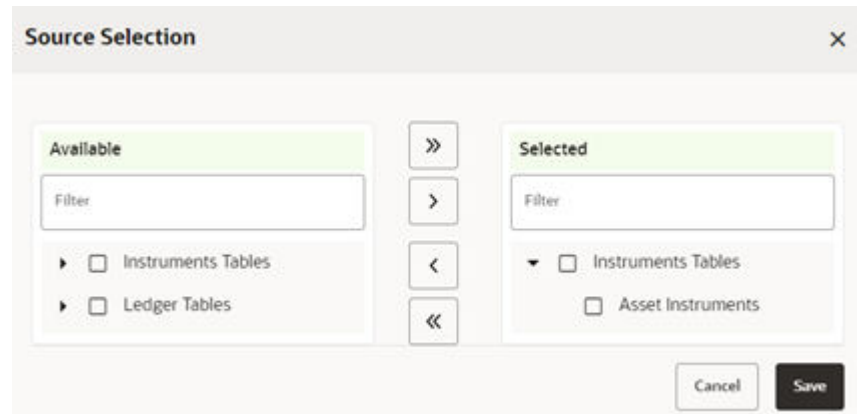 Source Selection
Available
Filter
Instruments Tables
Ledger Tables
Selected
Filter
Instruments Tables
Asset Instruments
Cancel
Save